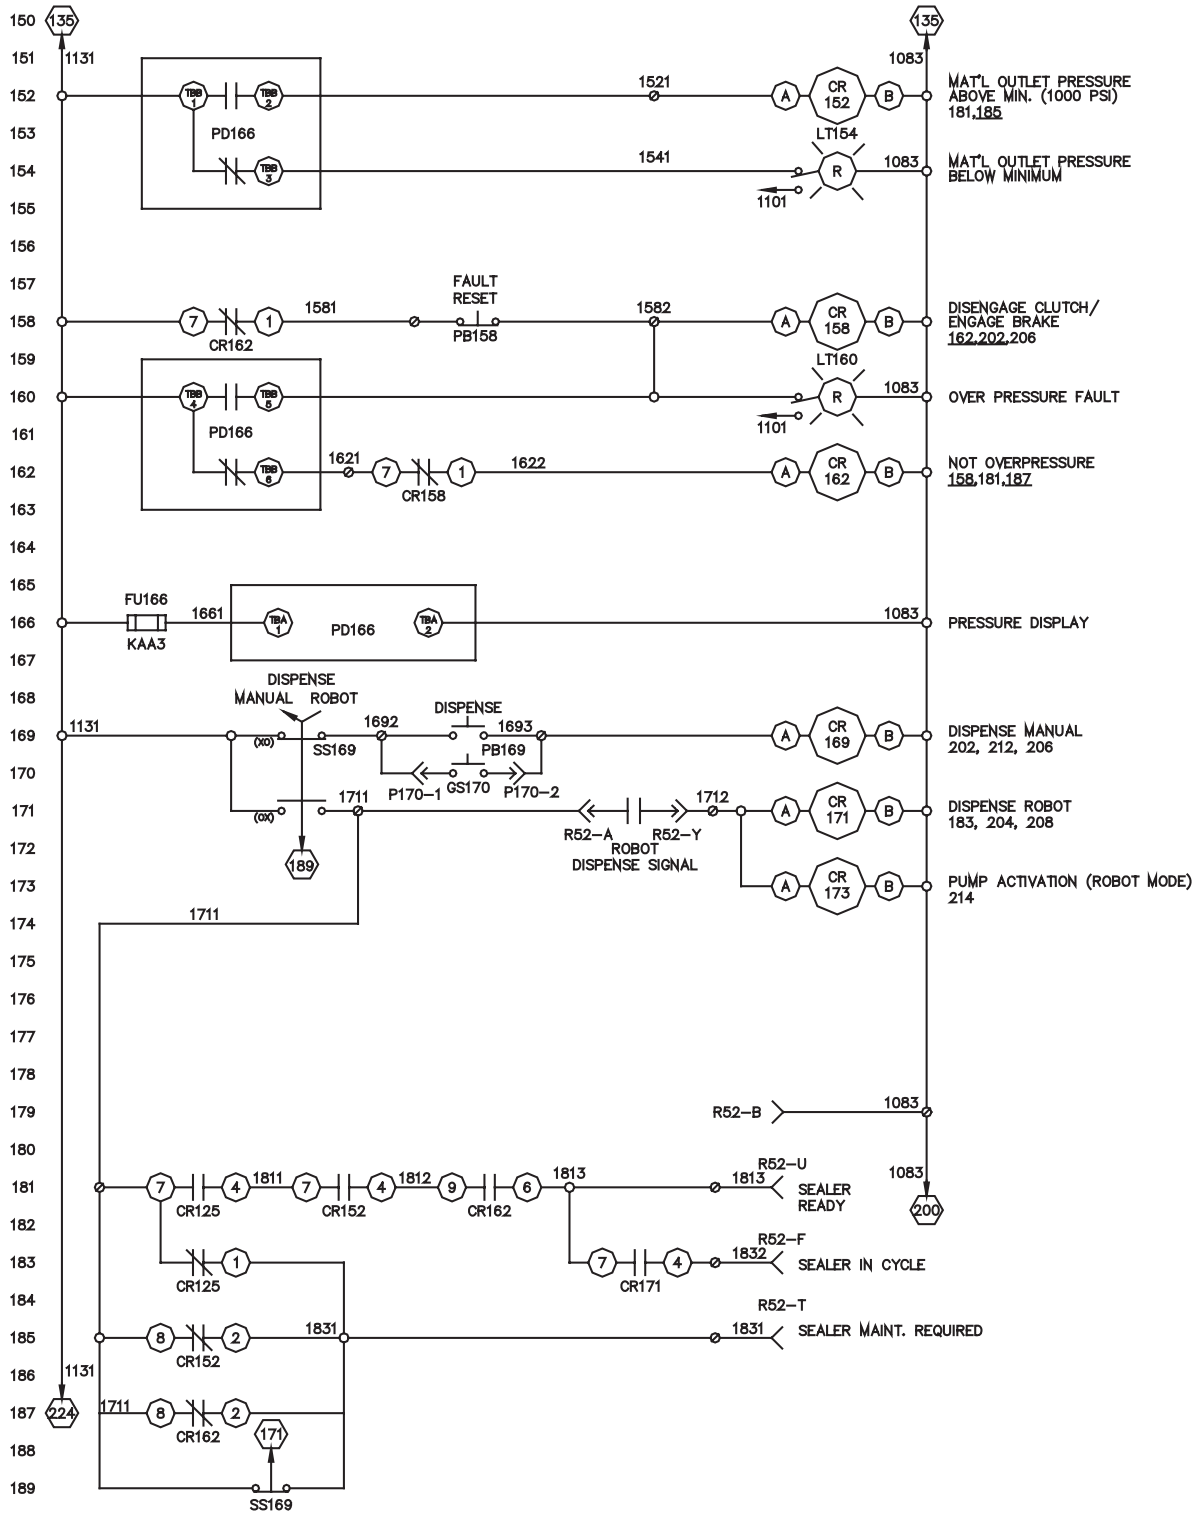 150 135 135
151 1131 1083
152 TBB 1 TBB 2 1521 A CR 152 B MAT'L OUTLET PRESSURE
ABOVE MIN. (1000 PSI)
181,185
153 PD166 LT154
154 TBB 3 1541 R 1083 MAT'L OUTLET PRESSURE
BELOW MINIMUM
155 1101
156
157 FAULT
RESET
158 7 1 1581 1582 A CR 158 B DISENGAGE CLUTCH/
ENGAGE BRAKE
162,202,206
CR162 PB158
159 LT160
160 TBB 4 TBB 5 R 1083 OVER PRESSURE FAULT
161 PD166 1101
162 TBB 6 1621 7 1 1622 A CR 162 B NOT OVERPRESSURE
158,181,187
CR158
163
164
165
FU166
166 1661 TBA 1 PD166 TBA 2 1083 PRESSURE DISPLAY
KAA3
167
DISPENSE
168 MANUAL ROBOT DISPENSE
169 1131 (XO) SS169 1692 PB169 1693 A CR 169 B DISPENSE MANUAL
202, 212, 206
170 P170-1 GS170 P170-2
171 (OX) 1711 1712 A CR 171 B DISPENSE ROBOT
183, 204, 208
R52-A R52-Y
172 189 ROBOT
DISPENSE SIGNAL
173 A CR 173 B PUMP ACTIVATION (ROBOT MODE)
214
174 1711
175
176
177
178
179 R52-B 1083
180
R52-U
181 7 4 1811 7 4 1812 9 6 1813 1813 SEALER
READY
1083
CR125 CR152 CR162 200
182
R52-F
183 1 7 4 1832 SEALER IN CYCLE
CR125 CR171
184 R52-T
185 8 2 1831 1831 SEALER MAINT. REQUIRED
CR152
186 1131
187 224 1711 8 2
CR162 171
188
189
SS169